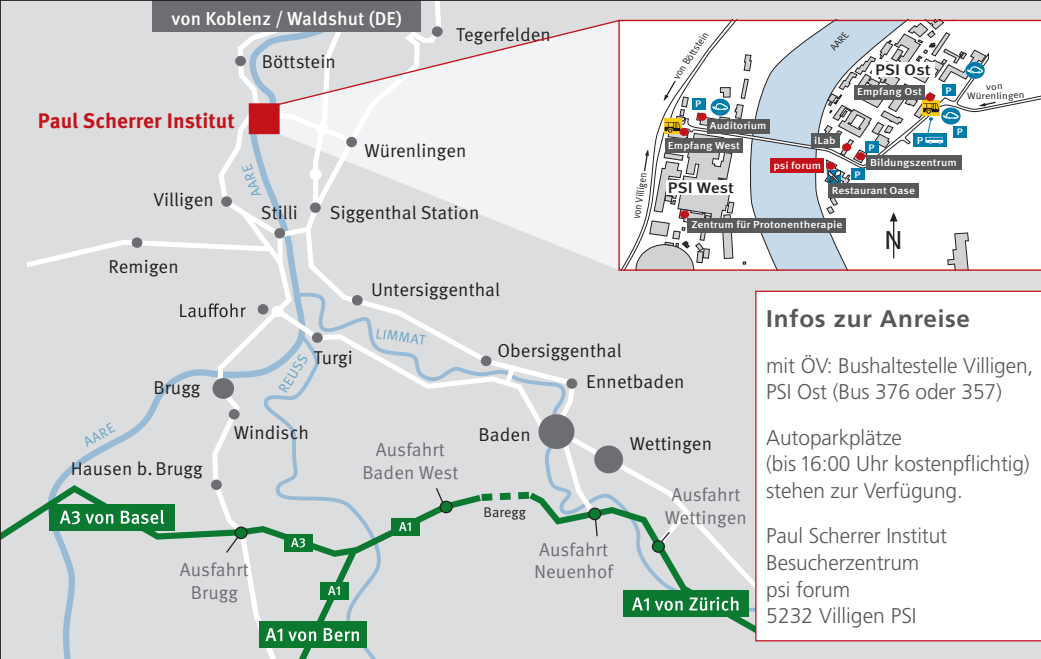 von Koblenz / Waldshut (DE)
Tegerfelden
Böttstein
Paul Scherrer Institut
Würenlingen
AARE
Villigen
Stilli
Siggenthal Station
Remigen
Untersiggenthal
Lauffohr
LIMMAT
Turgi
REUSS
Obersiggenthal
Brugg
Ennetbaden
AARE
Windisch
Baden
Wettingen
Hausen b. Brugg
Ausfahrt
Baden West
Ausfahrt
Wettingen
A3 von Basel
Baregg
A1
A3
Ausfahrt
Brugg
Ausfahrt
Neuenhof
A1
A1 von Zürich
A1 von Bern
von Böttstein
AARE
PSI Ost
Empfang Ost
P
von
Würenlingen
P
Auditorium
P
P
Empfang West
iLab
P
Bildungszentrum
psi forum
P
Restaurant Oase
von Villigen
PSI West
Zentrum für Protonentherapie
N
Infos zur Anreise
mit ÖV: Bushaltestelle Villigen,
PSI Ost (Bus 376 oder 357)
Autoparkplätze
(bis 16:00 Uhr kostenpflichtig)
stehen zur Verfügung.
Paul Scherrer Institut
Besucherzentrum
psi forum
5232 Villigen PSI